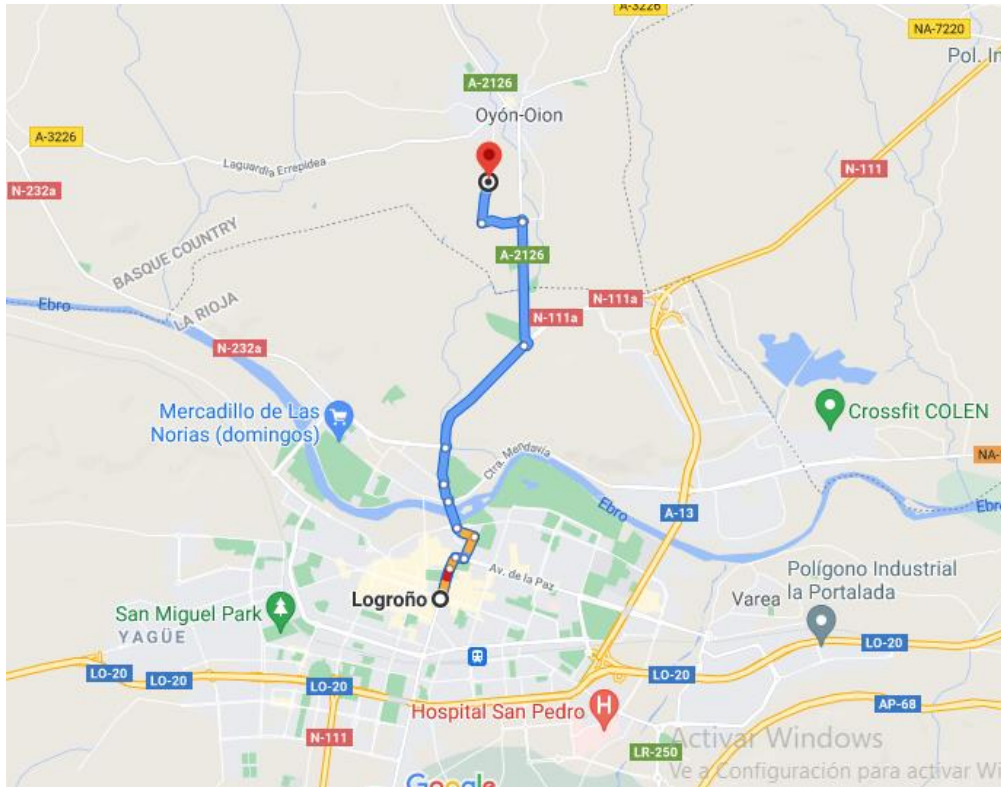 A-3226
NA-7220
Pol. In
A-2126
Oyón-Oion
A-3226
Laguardia Errepidea
N-111
N-232a
BASQUE COUNTRY
A-2126
LA RIOJA
N-111a
N-111a
Ebro
N-232a
Mercadillo de Las
Norias (domingos)
Crossfit COLEN
Ctra. Mendavia
NA-
Ebro
A-13
Ebro
Av. de la Paz
Polígono Industrial
la Portalada
Logroño
Varea
San Miguel Park
YAGÜE
LO-20
LO-20
LO-20
LO-20
LO-20
Hospital San Pedro
H
AP-68
N-111
LR-250
Activar Windows
Ve a Configuración para activar Wi
Google